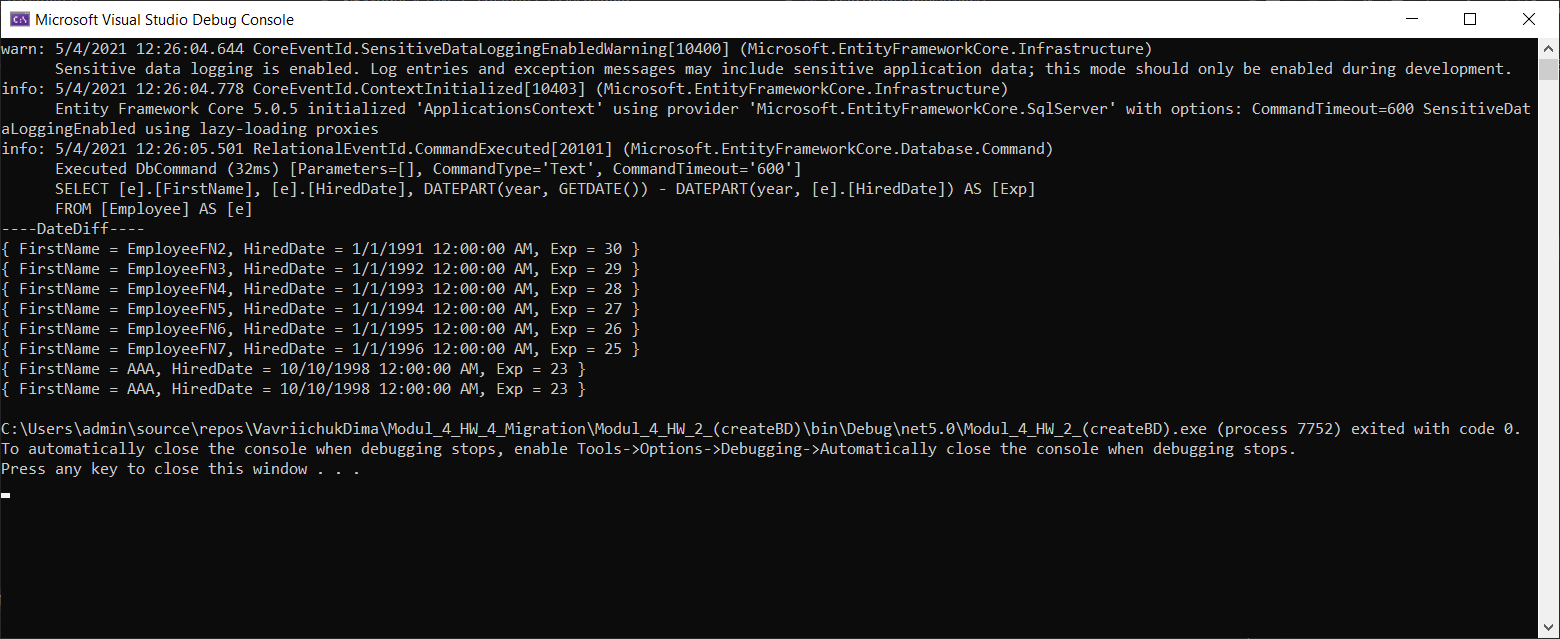 Microsoft Visual Studio Debug Console
warn: 5/4/2021 12:26:04.644 CoreEventId.SensitiveDataLoggingEnabledWarning[10400] (Microsoft.EntityFrameworkCore.Infrastructure)
      Sensitive data logging is enabled. Log entries and exception messages may include sensitive application data; this mode should only be enabled during development.
info: 5/4/2021 12:26:04.778 CoreEventId.ContextInitialized[10403] (Microsoft.EntityFrameworkCore.Infrastructure)
      Entity Framework Core 5.0.5 initialized 'ApplicationsContext' using provider 'Microsoft.EntityFrameworkCore.SqlServer' with options: CommandTimeout=600 SensitiveDat
aLoggingEnabled using lazy-loading proxies
info: 5/4/2021 12:26:05.501 RelationalEventId.CommandExecuted[20101] (Microsoft.EntityFrameworkCore.Database.Command)
      Executed DbCommand (32ms) [Parameters=[], CommandType='Text', CommandTimeout='600']
      SELECT [e].[FirstName], [e].[HiredDate], DATEPART(year, GETDATE()) - DATEPART(year, [e].[HiredDate]) AS [Exp]
      FROM [Employee] AS [e]
----DateDiff----
{ FirstName = EmployeeFN2, HiredDate = 1/1/1991 12:00:00 AM, Exp = 30 }
{ FirstName = EmployeeFN3, HiredDate = 1/1/1992 12:00:00 AM, Exp = 29 }
{ FirstName = EmployeeFN4, HiredDate = 1/1/1993 12:00:00 AM, Exp = 28 }
{ FirstName = EmployeeFN5, HiredDate = 1/1/1994 12:00:00 AM, Exp = 27 }
{ FirstName = EmployeeFN6, HiredDate = 1/1/1995 12:00:00 AM, Exp = 26 }
{ FirstName = EmployeeFN7, HiredDate = 1/1/1996 12:00:00 AM, Exp = 25 }
{ FirstName = AAA, HiredDate = 10/10/1998 12:00:00 AM, Exp = 23 }
{ FirstName = AAA, HiredDate = 10/10/1998 12:00:00 AM, Exp = 23 }
C:\Users\admin\source\repos\VavriichukDima\Modul_4_HW_4_Migration\Modul_4_HW_2_(createBD)\bin\Debug\net5.0\Modul_4_HW_2_(createBD).exe (process 7752) exited with code 0.
To automatically close the console when debugging stops, enable Tools->Options->Debugging->Automatically close the console when debugging stops.
Press any key to close this window . . .